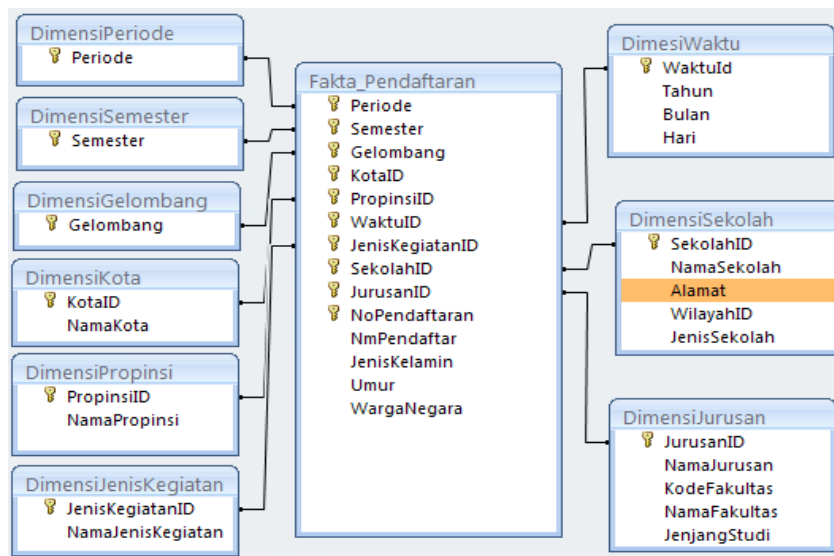 DimensiPeriode
Periode
DimensiSemester
Semester
DimensiGelombang
Gelombang
DimensiKota
KotaID
NamaKota
DimensiPropinsi
PropinsiID
NamaPropinsi
DimensiJenisKegiatan
JenisKegiatanID
NamaJenisKegiatan
Fakta_Pendaftaran
Periode
Semester
Gelombang
KotaID
PropinsiID
WaktuID
JenisKegiatanID
SekolahID
JurusanID
NoPendaftaran
NmPendaftar
JenisKelamin
Umur
WargaNegara
DimesiWaktu
WaktuId
Tahun
Bulan
Hari
DimensiSekolah
SekolahID
NamaSekolah
Alamat
WilayahID
JenisSekolah
DimensiJurusan
JurusanID
NamaJurusan
KodeFakultas
NamaFakultas
JenjangStudi